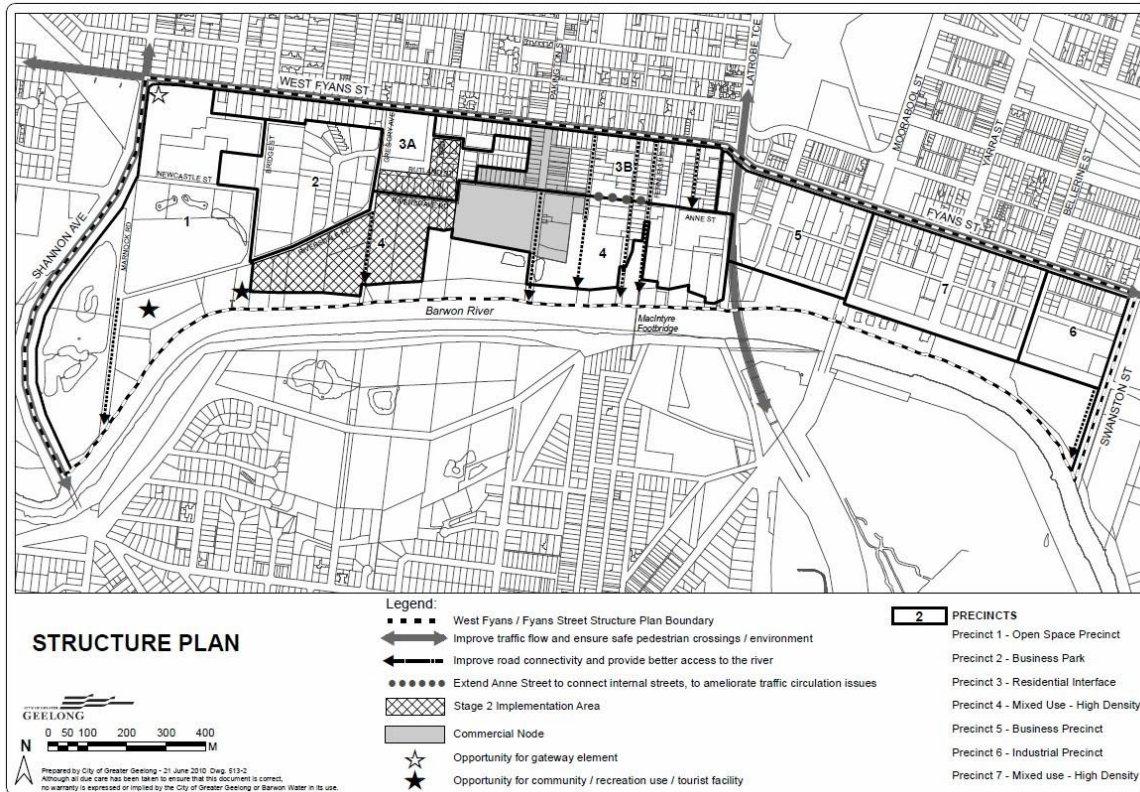 WEST FYANS ST
PAKINGTON ST
LATROBE TCE
MOORABOOL ST
YARRA ST
BELLERINE ST
FYANS ST
SHANNON AVE
MARNOCK RD
NEWCASTLE ST
BRIDGE ST
GREGORY AVE
ANNE ST
SWANSTON ST
1
2
3A
3B
4
4
5
7
6
Barwon River
MacIntyre
Footbridge
STRUCTURE PLAN
CITY OF GREATER
GEELONG
N
0 50 100 200 300 400
M
Prepared by City of Greater Geelong - 21 June 2010 Dwg. 513-2
Although all due care has been taken to ensure that this document is correct,
no warranty is expressed or implied by the City of Greater Geelong or Barwon Water in its use.
Legend:
West Fyans / Fyans Street Structure Plan Boundary
Improve traffic flow and ensure safe pedestrian crossings / environment
Improve road connectivity and provide better access to the river
Extend Anne Street to connect internal streets, to ameliorate traffic circulation issues
Stage 2 Implementation Area
Commercial Node
Opportunity for gateway element
Opportunity for community / recreation use / tourist facility
2 PRECINCTS
Precinct 1 - Open Space Precinct
Precinct 2 - Business Park
Precinct 3 - Residential Interface
Precinct 4 - Mixed Use - High Density
Precinct 5 - Business Precinct
Precinct 6 - Industrial Precinct
Precinct 7 - Mixed use - High Density